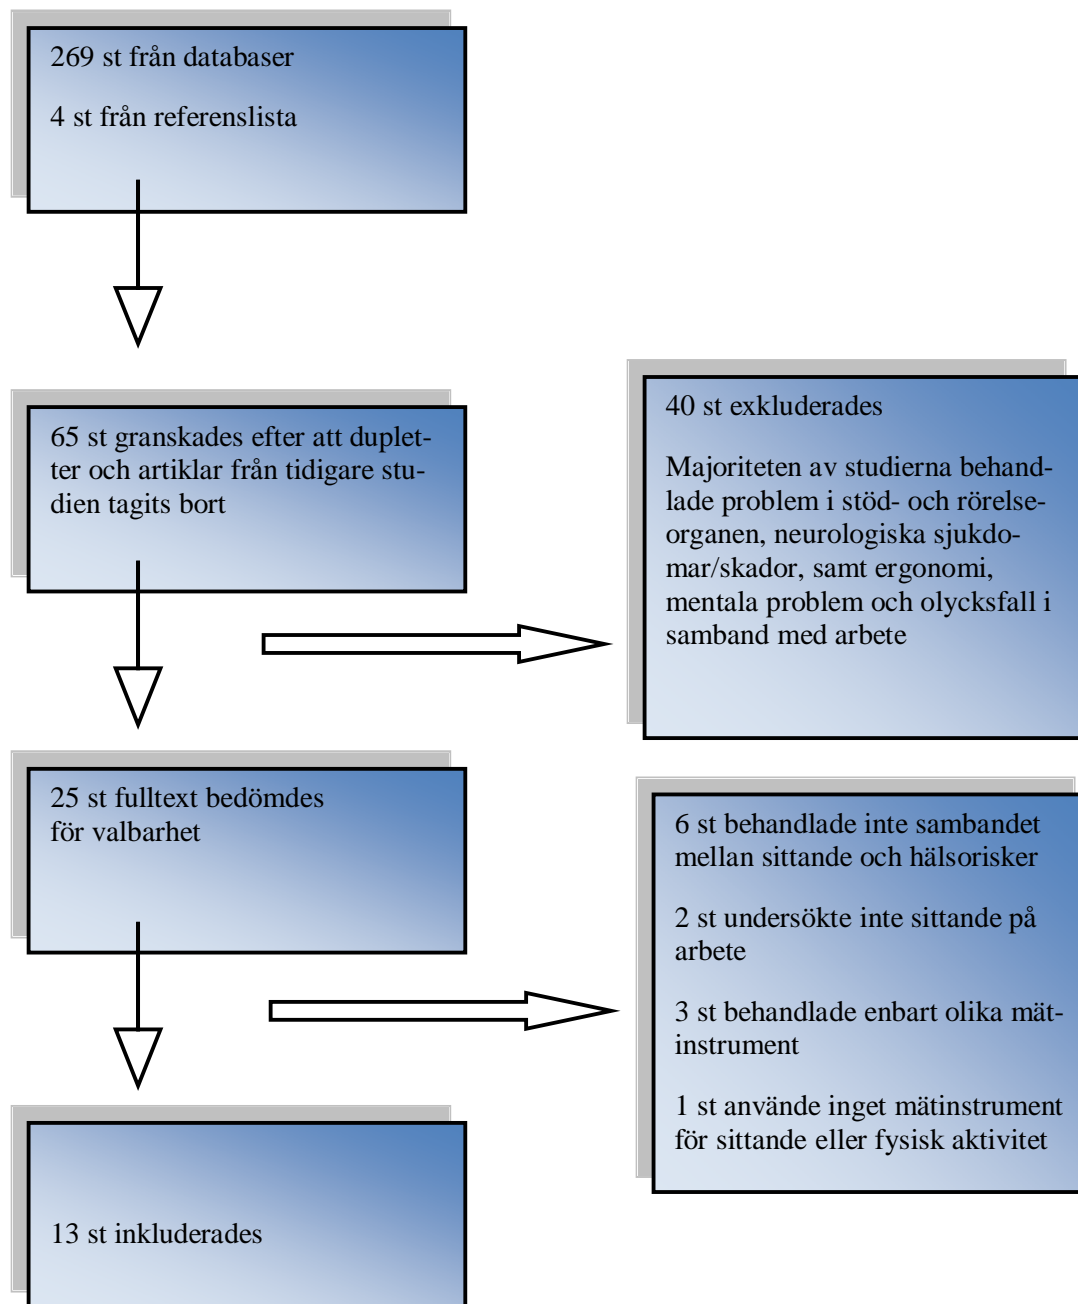 269 st från databaser
4 st från referenslista
65 st granskades efter att duplet-
ter och artiklar från tidigare stu-
dien tagits bort
40 st exkluderades
Majoriteten av studierna behand-
lade problem i stöd- och rörelse-
organen, neurologiska sjukdo-
mar/skador, samt ergonomi,
mentala problem och olycksfall i
samband med arbete
25 st fulltext bedömdes
för valbarhet
6 st behandlade inte sambandet
mellan sittande och hälsorisker
2 st undersökte inte sittande på
arbete
3 st behandlade enbart olika mät-
instrument
1 st använde inget mätinstrument
för sittande eller fysisk aktivitet
13 st inkluderades